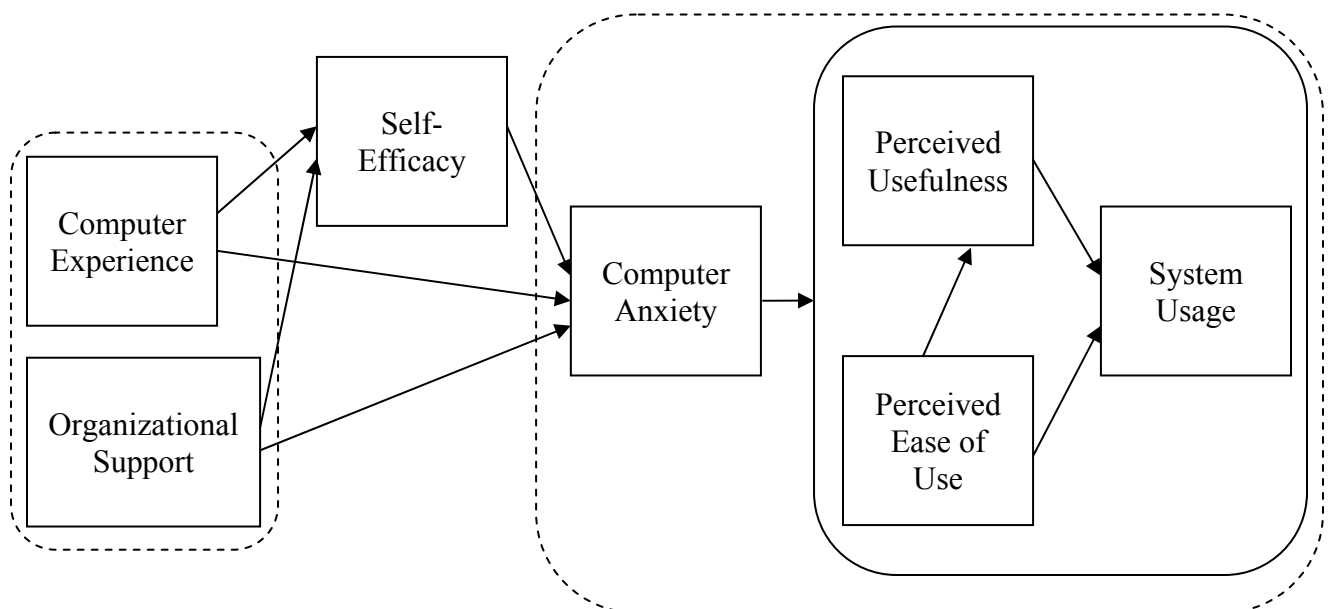 Self-
Efficacy
Computer
Experience
Organizational
Support
Computer
Anxiety
Perceived
Usefulness
Perceived
Ease of
Use
System
Usage